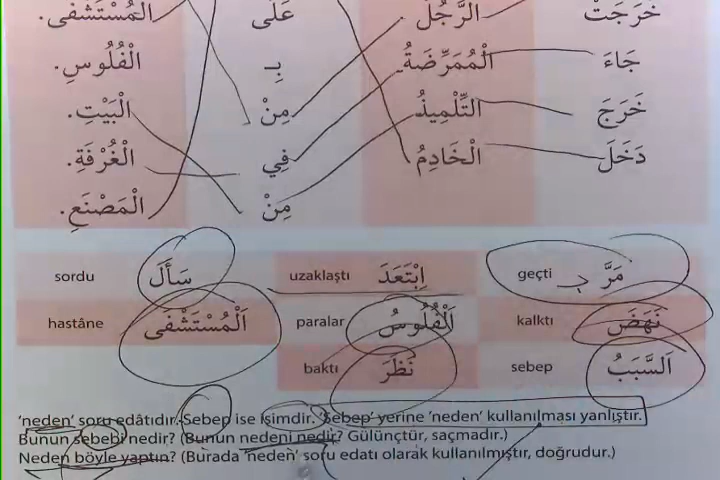 خَرَجَتْ الرَّجُلُ عَلَى الْمُسْتَشْفَى.
جَاءَ الْمُمَرِّضَةُ بِـ الْفُلُوسِ.
خَرَجَ التِّلْمِيذُ مِنْ الْبَيْتِ.
دَخَلَ الْخَادِمُ فِي الْغُرْفَةِ.
مِنْ الْمَصْنَعِ.
مَرَّ بِـ geçti اِبْتَعَدَ uzaklaştı سَأَلَ sordu
نَهَضَ kalktı اَلْفُلُوسُ paralar اَلْمُسْتَشْفَى hastâne
اَلسَّبَبُ sebep نَظَرَ baktı
'neden' soru edâtıdır. Sebep ise isimdir. 'Sebep' yerine 'neden' kullanılması yanlıştır.
Bunun sebebi nedir? (Bunun nedeni nedir? Gülünçtür, saçmadır.)
Neden böyle yaptın? (Burada 'neden' soru edatı olarak kullanılmıştır, doğrudur.)